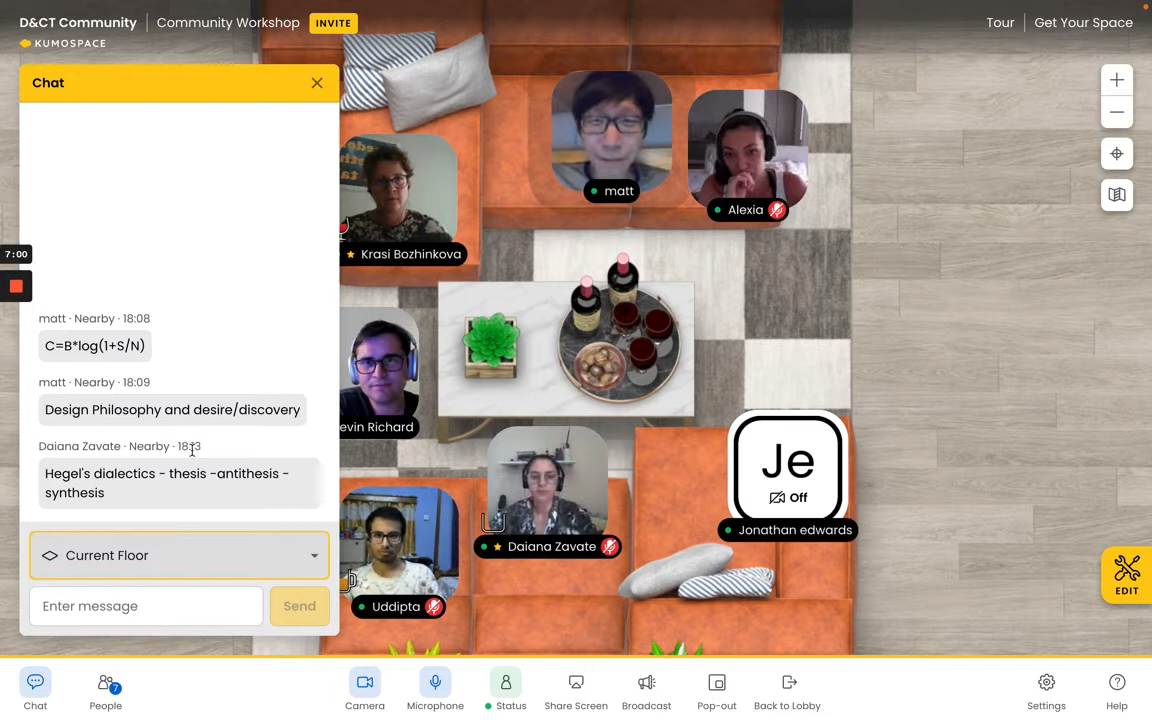 D&CT Community
Community Workshop
INVITE
Tour
Get Your Space
KUMOSPACE
Chat
7:00
matt · Nearby · 18:08
C=B*log(1+S/N)
matt · Nearby · 18:09
Design Philosophy and desire/discovery
Daiana Zavate · Nearby ·
Hegel's dialectics - thesis -antithesis -
synthesis
Current Floor
Enter message
Send
matt
Alexia
Krasi Bozhinkova
evin Richard
Je
Off
Jonathan edwards
Daiana Zavate
Uddipta
EDIT
Chat
7
People
Camera
Microphone
Status
Share Screen
Broadcast
Pop-out
Back to Lobby
Settings
Help